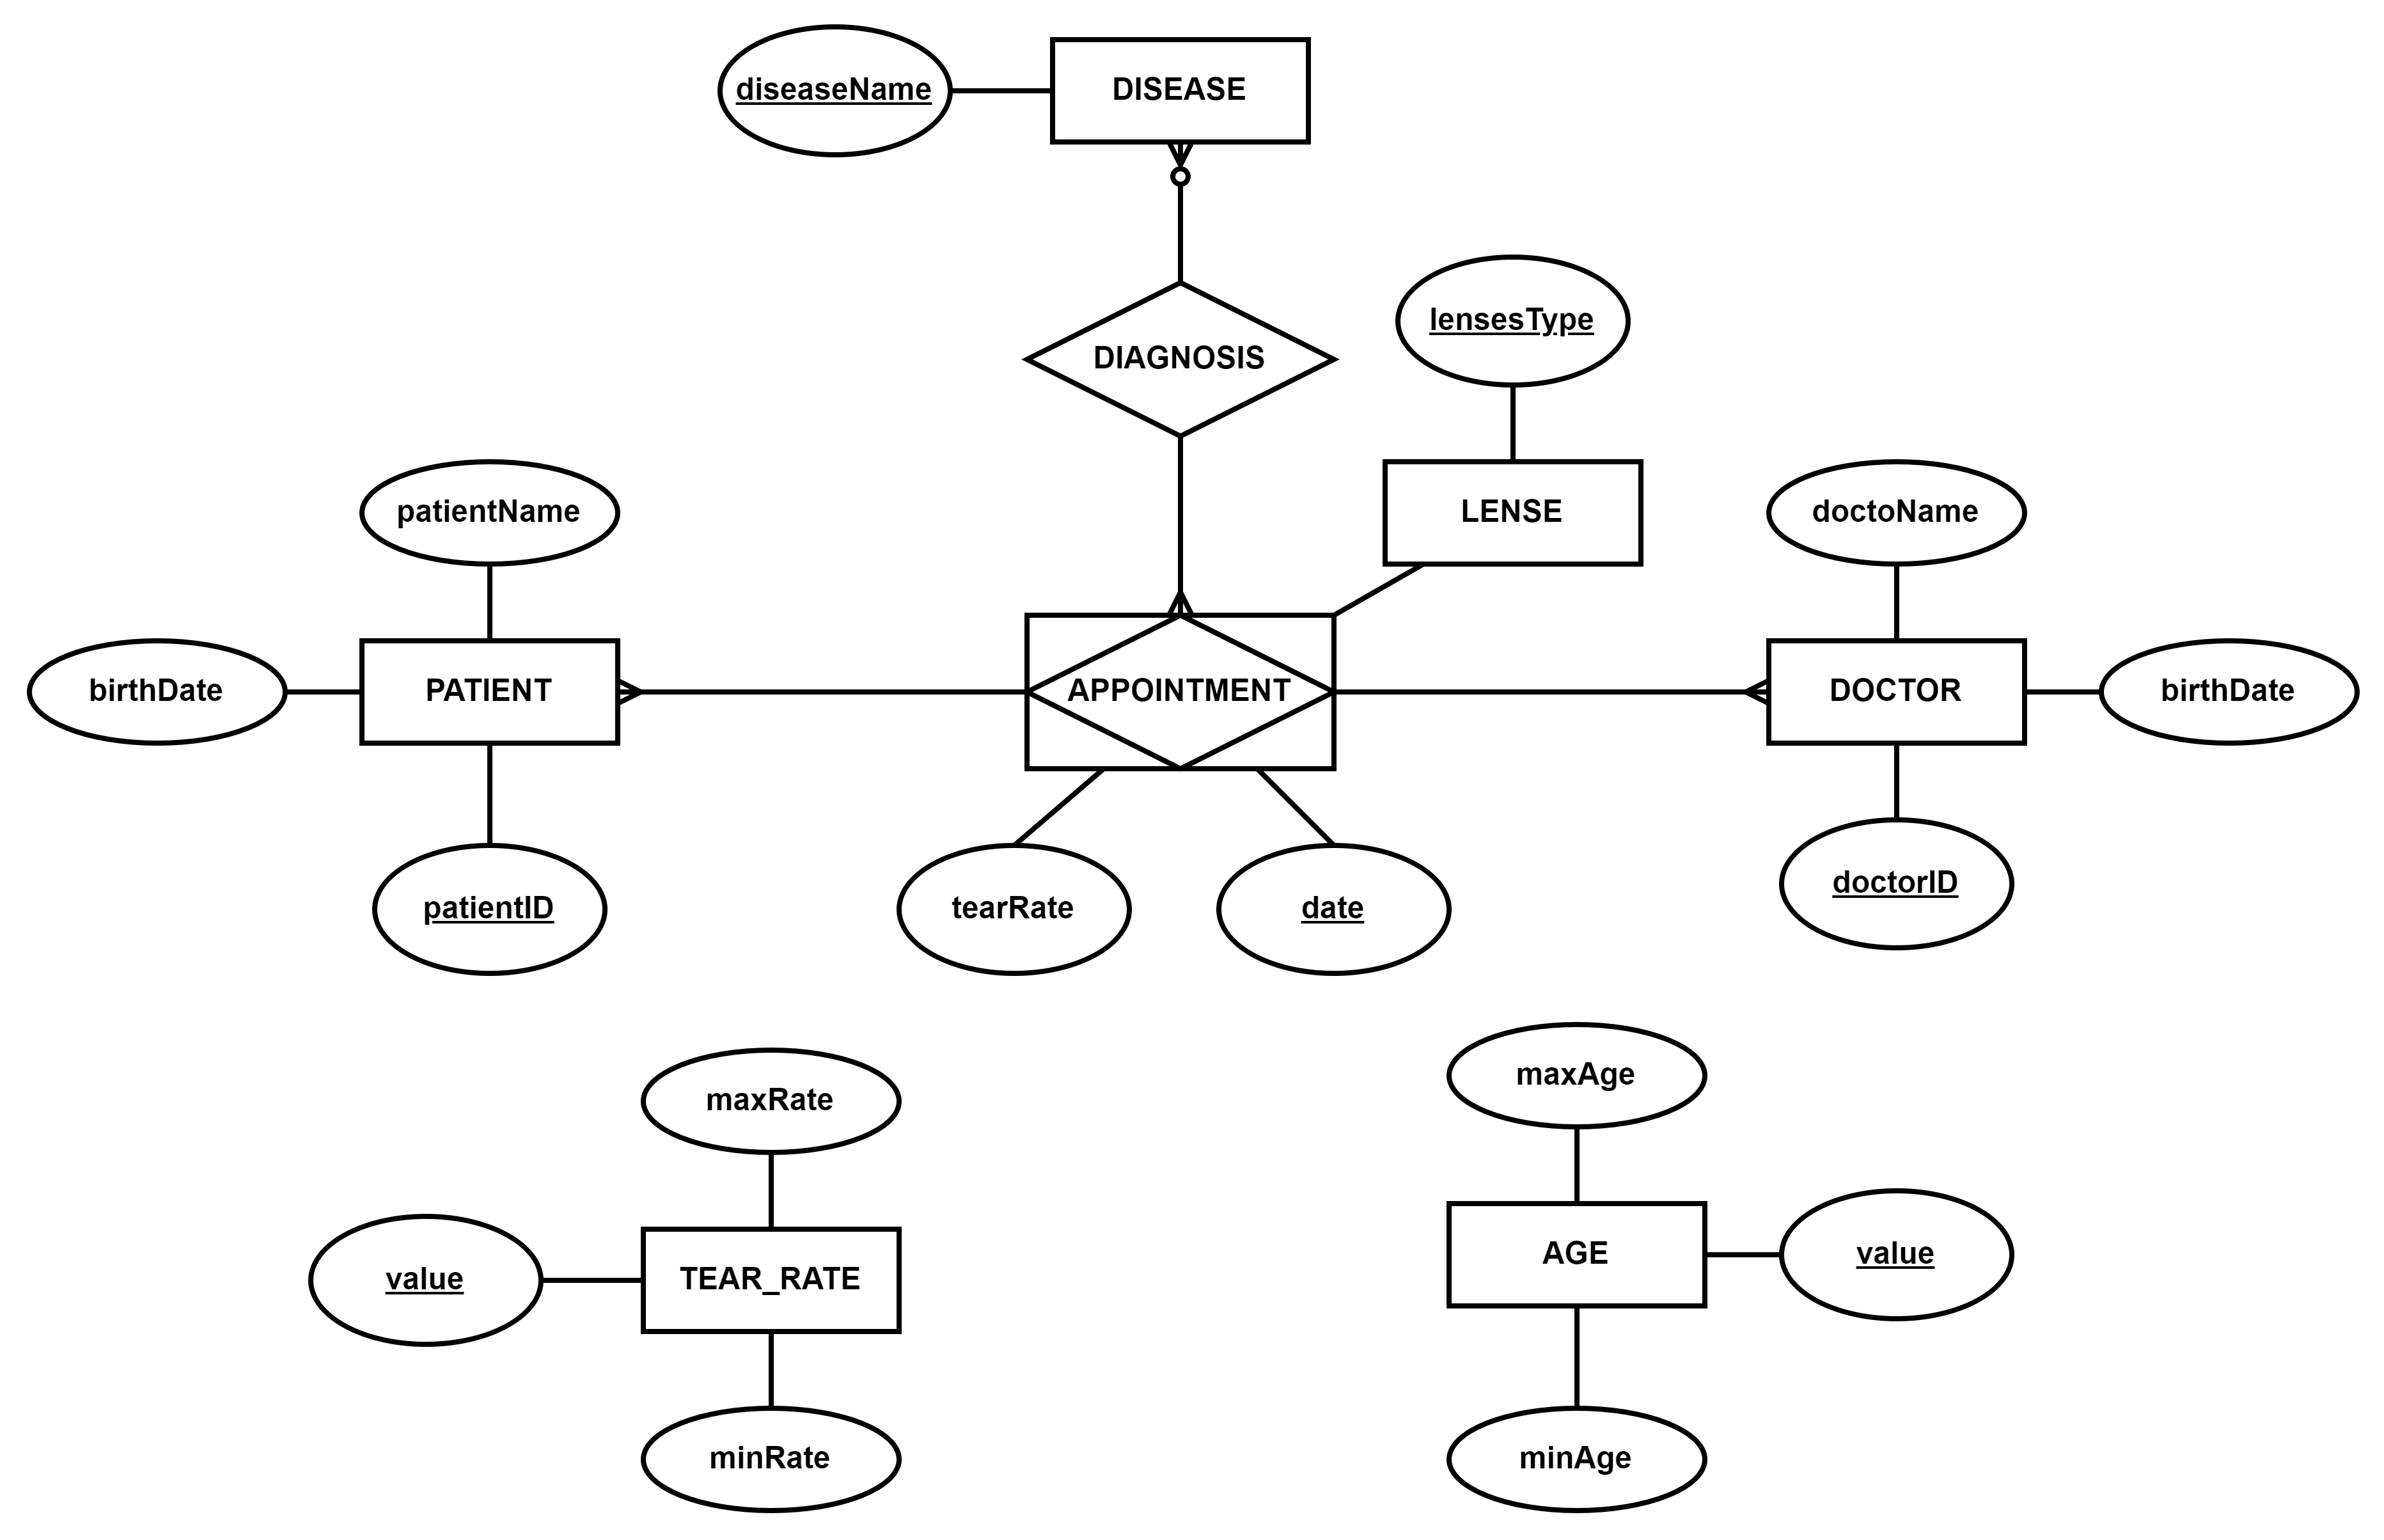 diseaseName
DISEASE
DIAGNOSIS
lensesType
patientName
LENSE
doctoName
birthDate
PATIENT
APPOINTMENT
DOCTOR
birthDate
patientID
tearRate
date
doctorID
maxRate
maxAge
value
TEAR_RATE
AGE
value
minRate
minAge